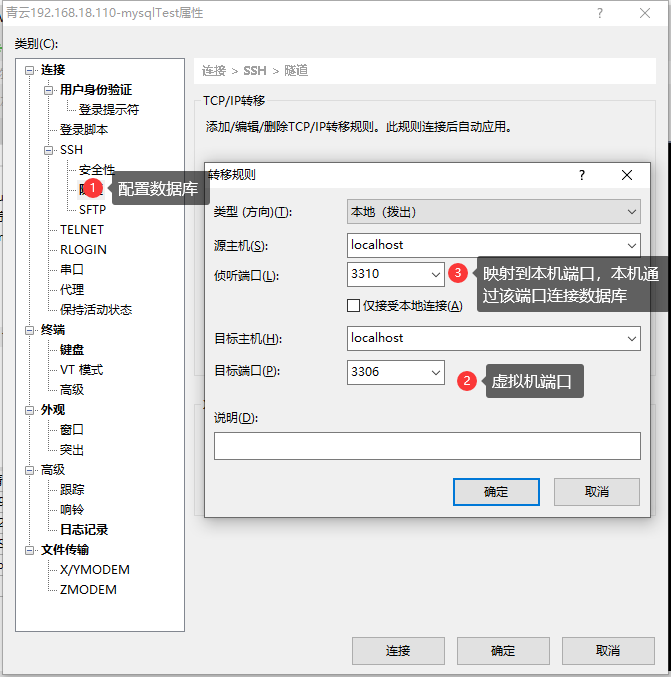 青云192.168.18.110-mysqlTest属性
类别(C):
连接
用户身份验证
登录提示符
登录脚本
SSH
安全性
1
配置数据库
SFTP
TELNET
RLOGIN
串口
代理
保持活动状态
终端
键盘
VT 模式
高级
外观
窗口
突出
高级
跟踪
响铃
日志记录
文件传输
X/YMODEM
ZMODEM
连接 > SSH > 隧道
TCP/IP转移
添加/编辑/删除TCP/IP转移规则。此规则连接后自动应用。
转移规则
类型 (方向)(T):
本地（拨出）
源主机(S):
localhost
侦听端口(L):
3310
3
映射到本机端口，本机通
过该端口连接数据库
仅接受本地连接(A)
目标主机(H):
localhost
目标端口(P):
3306
2
虚拟机端口
说明(D):
确定
取消
连接
确定
取消